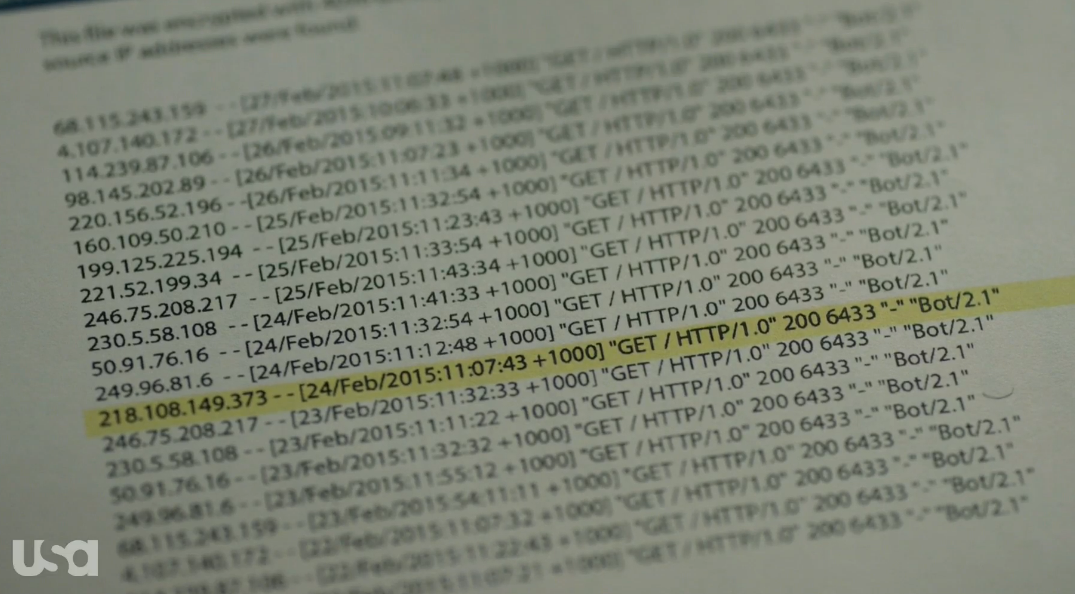 This file was encrypted with
source IP addresses were found:
68.115.243.159 - - [27/Feb/2015:11:07:48 +1000] "GET / HTTP/1.0" 200 6433 "-" "Bot/2.1"
4.107.140.172 - - [27/Feb/2015:10:06:33 +1000] "GET / HTTP/1.0" 200 6433 "-" "Bot/2.1"
114.239.87.106 - - [26/Feb/2015:09:11:32 +1000] "GET / HTTP/1.0" 200 6433 "-" "Bot/2.1"
98.145.202.89 - - [26/Feb/2015:11:07:23 +1000] "GET / HTTP/1.0" 200 6433 "-" "Bot/2.1"
220.156.52.196 - -[26/Feb/2015:11:11:34 +1000] "GET / HTTP/1.0" 200 6433 "-" "Bot/2.1"
160.109.50.210 - - [25/Feb/2015:11:32:54 +1000] "GET / HTTP/1.0" 200 6433 "-" "Bot/2.1"
199.125.225.194 - - [25/Feb/2015:11:23:43 +1000] "GET / HTTP/1.0" 200 6433 "-" "Bot/2.1"
221.52.199.34 - - [25/Feb/2015:11:33:54 +1000] "GET / HTTP/1.0" 200 6433 "-" "Bot/2.1"
246.75.208.217 - - [25/Feb/2015:11:43:34 +1000] "GET / HTTP/1.0" 200 6433 "-" "Bot/2.1"
230.5.58.108 - - [24/Feb/2015:11:41:33 +1000] "GET / HTTP/1.0" 200 6433 "-" "Bot/2.1"
50.91.76.16 - - [24/Feb/2015:11:32:54 +1000] "GET / HTTP/1.0" 200 6433 "-" "Bot/2.1"
249.96.81.6 - - [24/Feb/2015:11:12:48 +1000] "GET / HTTP/1.0" 200 6433 "-" "Bot/2.1"
218.108.149.373 - - [24/Feb/2015:11:07:43 +1000] "GET / HTTP/1.0" 200 6433 "-" "Bot/2.1"
246.75.208.217 - - [23/Feb/2015:11:32:33 +1000] "GET / HTTP/1.0" 200 6433 "-" "Bot/2.1"
230.5.58.108 - - [23/Feb/2015:11:11:22 +1000] "GET / HTTP/1.0" 200 6433 "-" "Bot/2.1"
50.91.76.16 - - [23/Feb/2015:11:32:32 +1000] "GET / HTTP/1.0" 200 6433 "-" "Bot/2.1"
249.96.81.6 - - [23/Feb/2015:11:55:12 +1000] "GET / HTTP/1.0" 200 6433 "-" "Bot/2.1"
68.115.243.159 - - [23/Feb/2015:54:11:11 +1000] "GET / HTTP/1.0" 200 6433 "-" "Bot/2.1"
4.107.140.172 - - [22/Feb/2015:11:07:32 +1000] "GET / HTTP/1.0" 200 6433 "-" "Bot/2.1"
[22/Feb/2015:11:22:43 +1000] "GET / HTTP/1.0" 200 6433 "-" "Bot/2.1"
usa